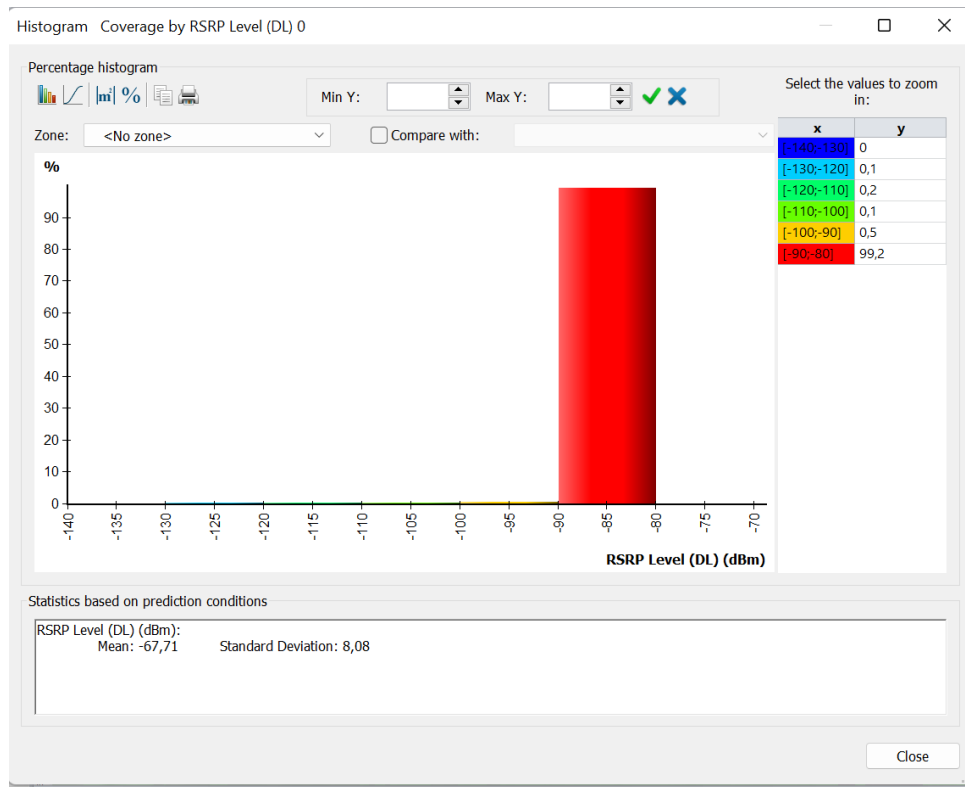 Histogram   Coverage by RSRP Level (DL) 0
Percentage histogram
m² %
Min Y:
Max Y:
Select the values to zoom in:
Zone:
<No zone>
Compare with:
x y
[-140;-130] 0
[-130;-120] 0,1
[-120;-110] 0,2
[-110;-100] 0,1
[-100;-90] 0,5
[-90;-80] 99,2
%
90
80
70
60
50
40
30
20
10
0
-140 -135 -130 -125 -120 -115 -110 -105 -100 -95 -90 -85 -80 -75 -70
RSRP Level (DL) (dBm)
Statistics based on prediction conditions
RSRP Level (DL) (dBm):
Mean: -67,71 Standard Deviation: 8,08
Close